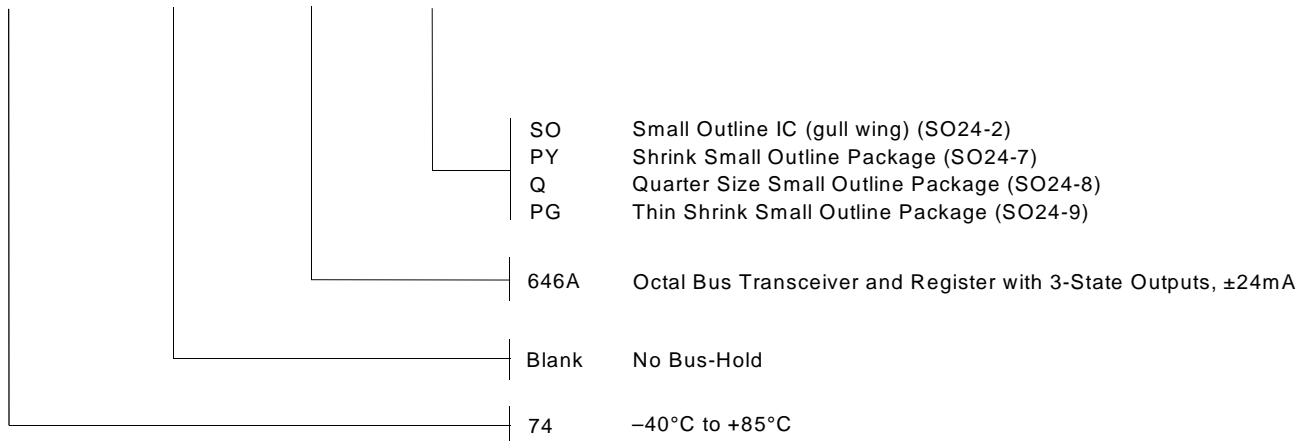 SO Small Outline IC (gull wing) (SO24-2)
PY Shrink Small Outline Package (SO24-7)
Q Quarter Size Small Outline Package (SO24-8)
PG Thin Shrink Small Outline Package (SO24-9)
646A Octal Bus Transceiver and Register with 3-State Outputs, ±24mA
Blank No Bus-Hold
74 –40°C to +85°C